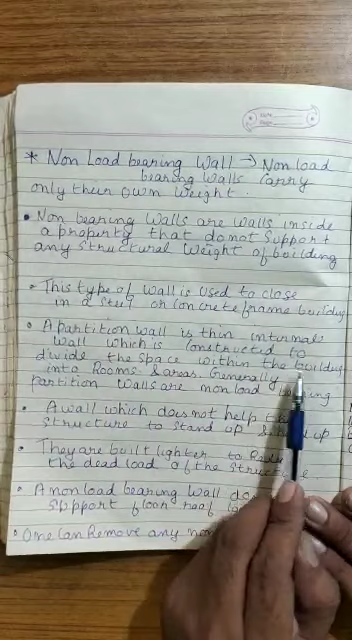 * Non Load bearing Wall → Non load
bearing walls carry
only their own weight.
• Non bearing walls are walls inside
a property that do not support
any structural weight of building
• This type of wall is used to close
in a steel or concrete frame building
• A partition wall is thin internal
wall which is constructed to
divide the space within the building
into Rooms & areas. Generally
partition walls are non load bearing
• A wall which does not help the
structure to stand up & hold up
• They are built lighter to
the dead load of the structure.
• A non load bearing wall
support floor roof
• One Can Remove any non